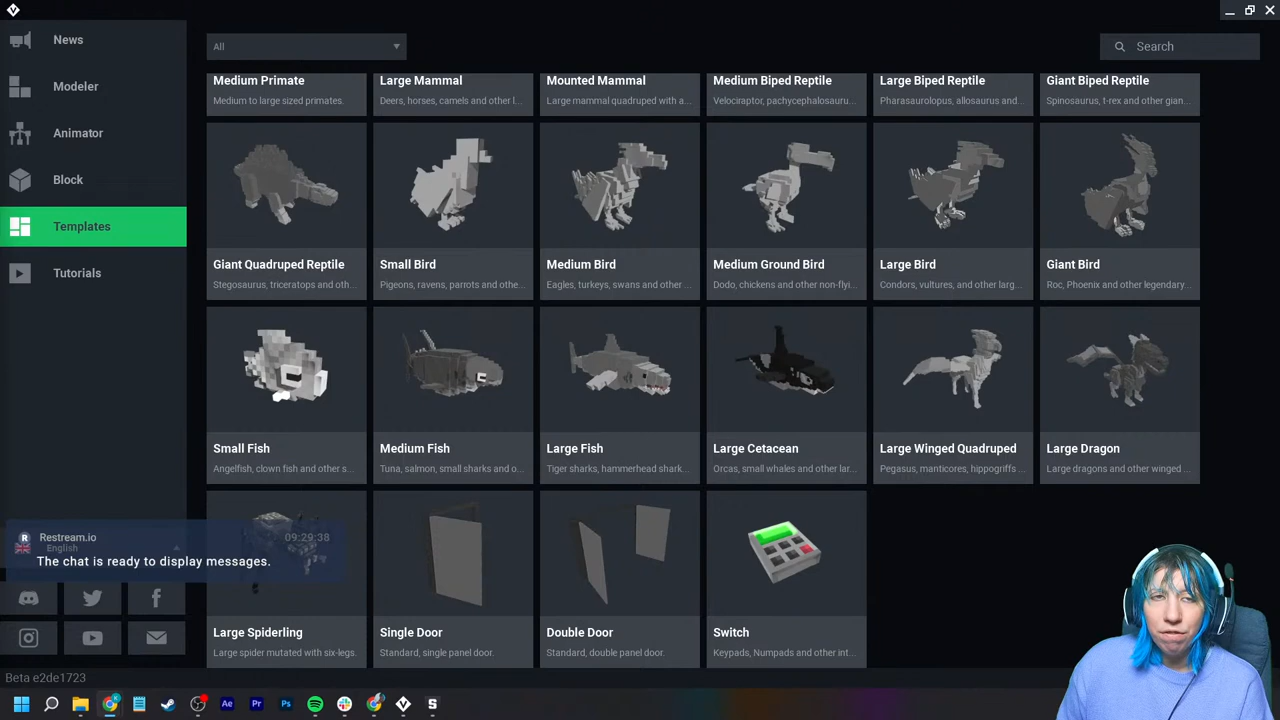 News
Modeler
Animator
Block
Templates
Tutorials
All
Search
Medium Primate
Medium to large sized primates.
Large Mammal
Deers, horses, camels and other l...
Mounted Mammal
Large mammal quadruped with a...
Medium Biped Reptile
Velociraptor, pachycephalosauru...
Large Biped Reptile
Pharasaurolopus, allosaurus and...
Giant Biped Reptile
Spinosaurus, t-rex and other gian...
Giant Quadruped Reptile
Stegosaurus, triceratops and oth...
Small Bird
Pigeons, ravens, parrots and othe...
Medium Bird
Eagles, turkeys, swans and other ...
Medium Ground Bird
Dodo, chickens and other non-flyi...
Large Bird
Condors, vultures, and other larg...
Giant Bird
Roc, Phoenix and other legendary...
Small Fish
Angelfish, clown fish and other s...
Medium Fish
Tuna, salmon, small sharks and o...
Large Fish
Tiger sharks, hammerhead shark...
Large Cetacean
Orcas, small whales and other lar...
Large Winged Quadruped
Pegasus, manticores, hippogriffs ...
Large Dragon
Large dragons and other winged ...
Large Spiderling
Large spider mutated with six-legs.
Single Door
Standard, single panel door.
Double Door
Standard, double panel door.
Switch
Keypads, Numpads and other int...
R
Restream.io
09:29:38
English
The chat is ready to display messages.
Beta e2de1723
Ae
Pr
Ps
S